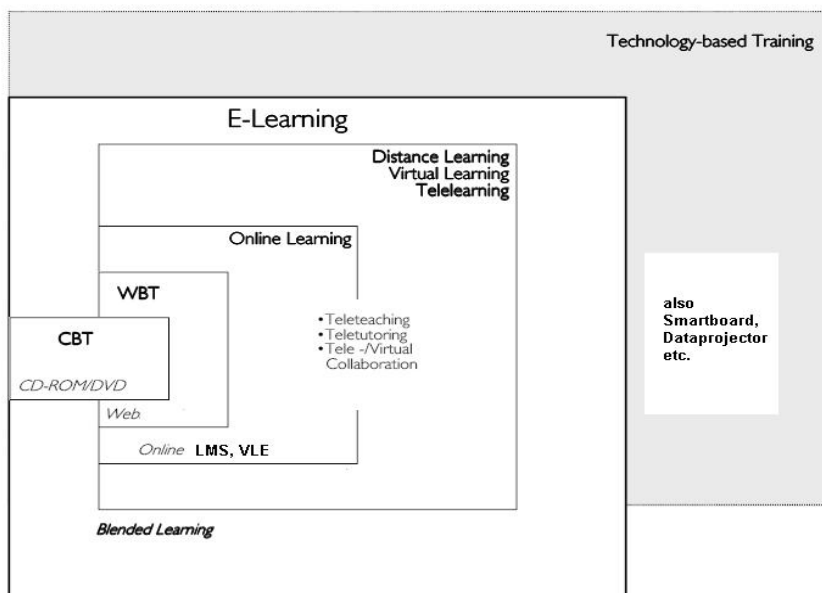 Technology-based Training
E-Learning
Distance Learning
Virtual Learning
Telelearning
Online Learning
WBT
CBT
CD-ROM/DVD
Web
Online LMS, VLE
•Teleteaching
•Teletutoring
•Tele -/Virtual
Collaboration
also
Smartboard,
Dataprojector
etc.
Blended Learning